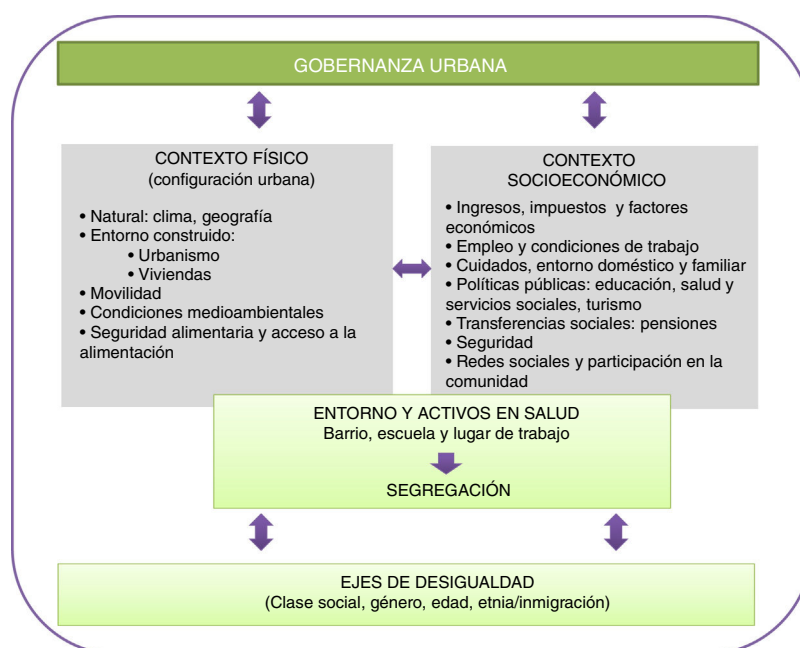 GOBERNANZA URBANA
CONTEXTO FÍSICO
(configuración urbana)
• Natural: clima, geografía
• Entorno construido:
• Urbanismo
• Viviendas
• Movilidad
• Condiciones medioambientales
• Seguridad alimentaria y acceso a la
alimentación
CONTEXTO
SOCIOECONÓMICO
• Ingresos, impuestos y factores
económicos
• Empleo y condiciones de trabajo
• Cuidados, entorno doméstico y familiar
• Políticas públicas: educación, salud y
servicios sociales, turismo
• Transferencias sociales: pensiones
• Seguridad
• Redes sociales y participación en la
comunidad
ENTORNO Y ACTIVOS EN SALUD
Barrio, escuela y lugar de trabajo
SEGREGACIÓN
EJES DE DESIGUALDAD
(Clase social, género, edad, etnia/inmigración)